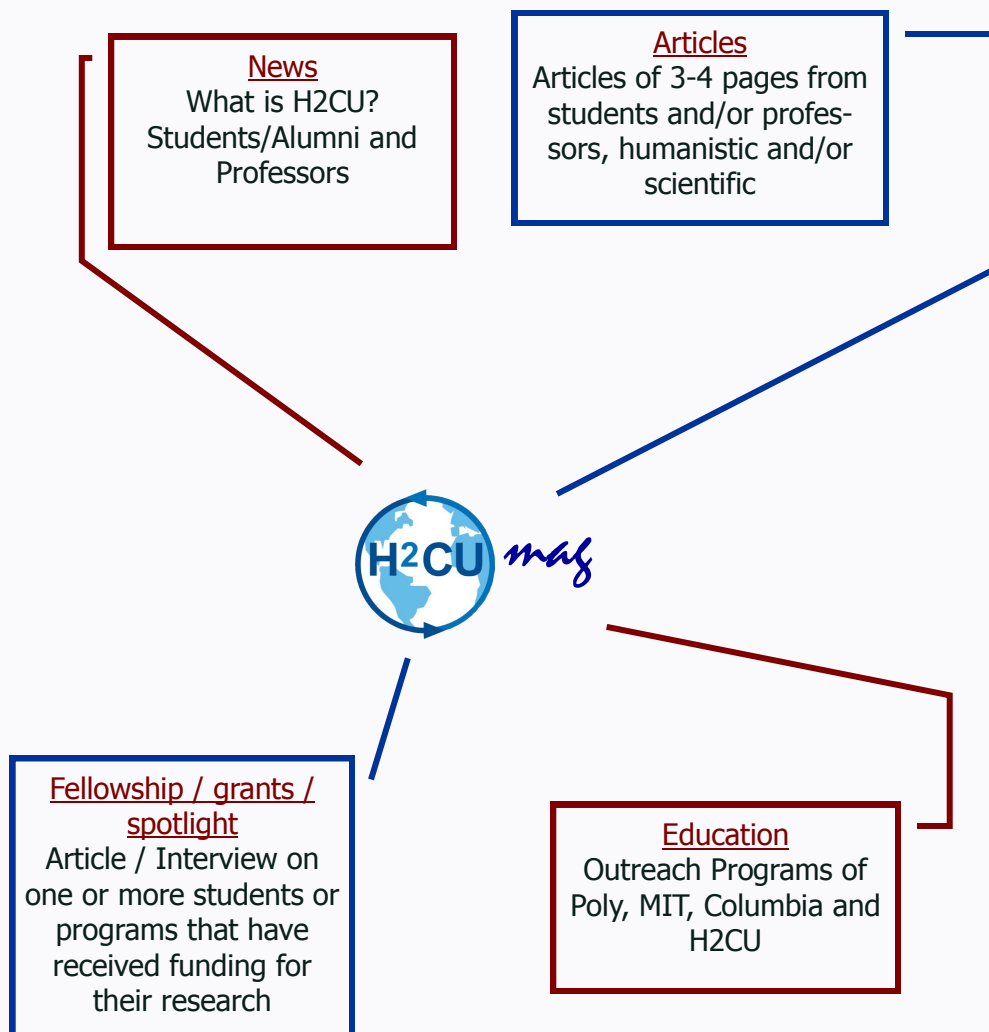 News
What is H2CU?
Students/Alumni and
Professors
Articles
Articles of 3-4 pages from
students and/or profes-
sors, humanistic and/or
scientific
H2CU mag
Fellowship / grants /
spotlight
Article / Interview on
one or more students or
programs that have
received funding for
their research
Education
Outreach Programs of
Poly, MIT, Columbia and
H2CU